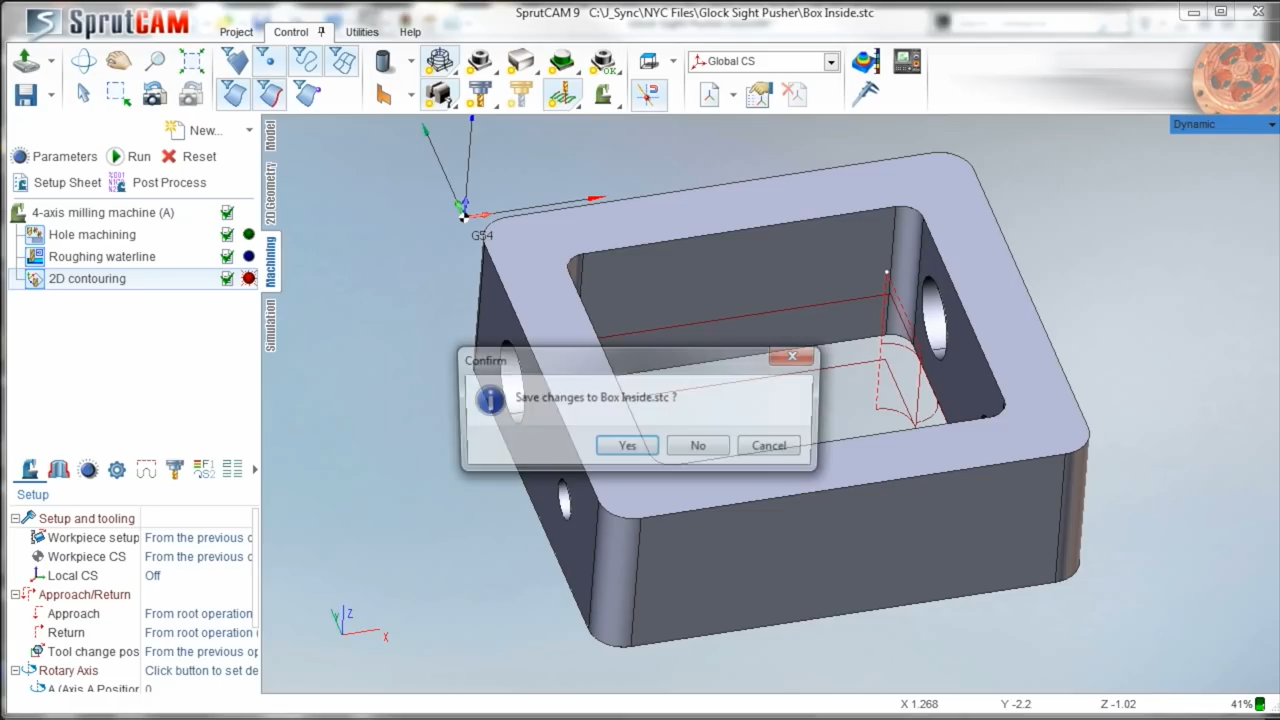 SprutCAM
SprutCAM 9   C:\J_Sync\NYC Files\Glock Sight Pusher\Box Inside.stc
Project
Control
Utilities
Help
OK
Global CS
Dynamic
New...
Parameters
Run
Reset
Setup Sheet
Post Process
4-axis milling machine (A)
Hole machining
Roughing waterline
2D contouring
Model
2D Geometry
Machining
Simulation
G54
Confirm
Save changes to Box Inside.stc ?
Yes
No
Cancel
Setup
Setup and tooling
Workpiece setup From the previous o
Workpiece CS From the previous o
Local CS Off
Approach/Return
Approach From root operation
Return From root operation (
Tool change pos From the previous op
Rotary Axis Click button to set de
A (Axis A Position 0
Z
X
X 1.268
Y -2.2
Z -1.02
41%